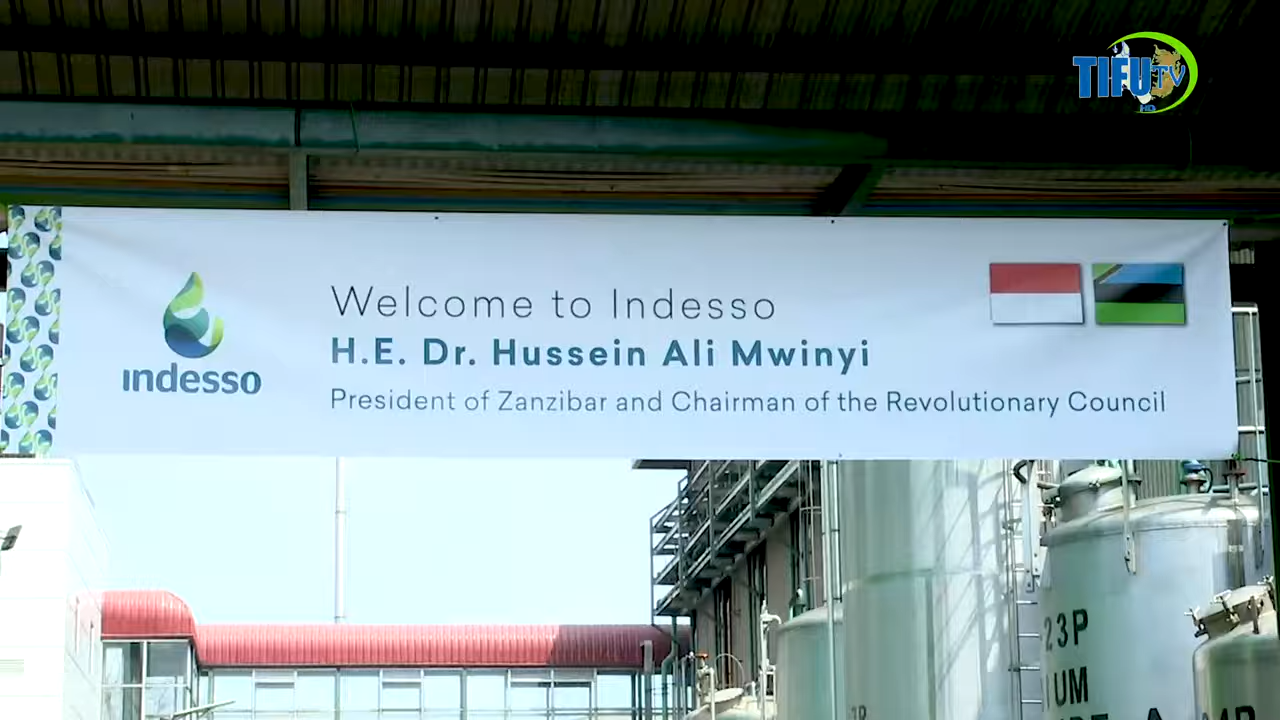 TIFU TV
HD
Welcome to Indesso
H.E. Dr. Hussein Ali Mwinyi
President of Zanzibar and Chairman of the Revolutionary Council
indesso
23P